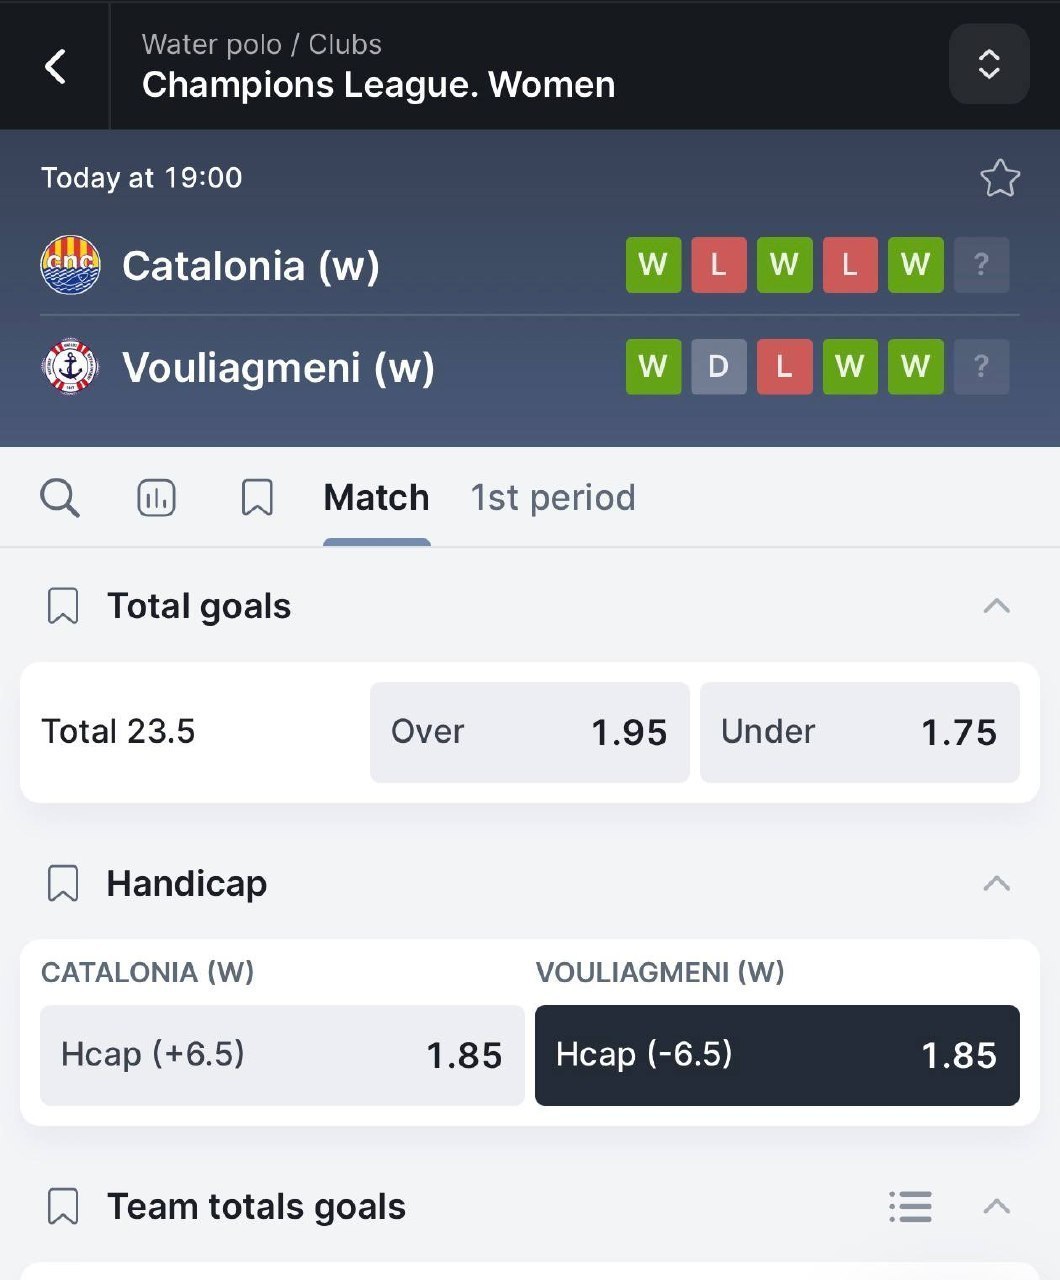 Water polo / Clubs
Champions League. Women
Today at 19:00
cnc
Catalonia (w) W L W L W ?
Vouliagmeni (w) W D L W W ?
Match 1st period
Total goals
Total 23.5 Over 1.95 Under 1.75
Handicap
CATALONIA (W) VOULIAGMENI (W)
Hcap (+6.5) 1.85 Hcap (-6.5) 1.85
Team totals goals